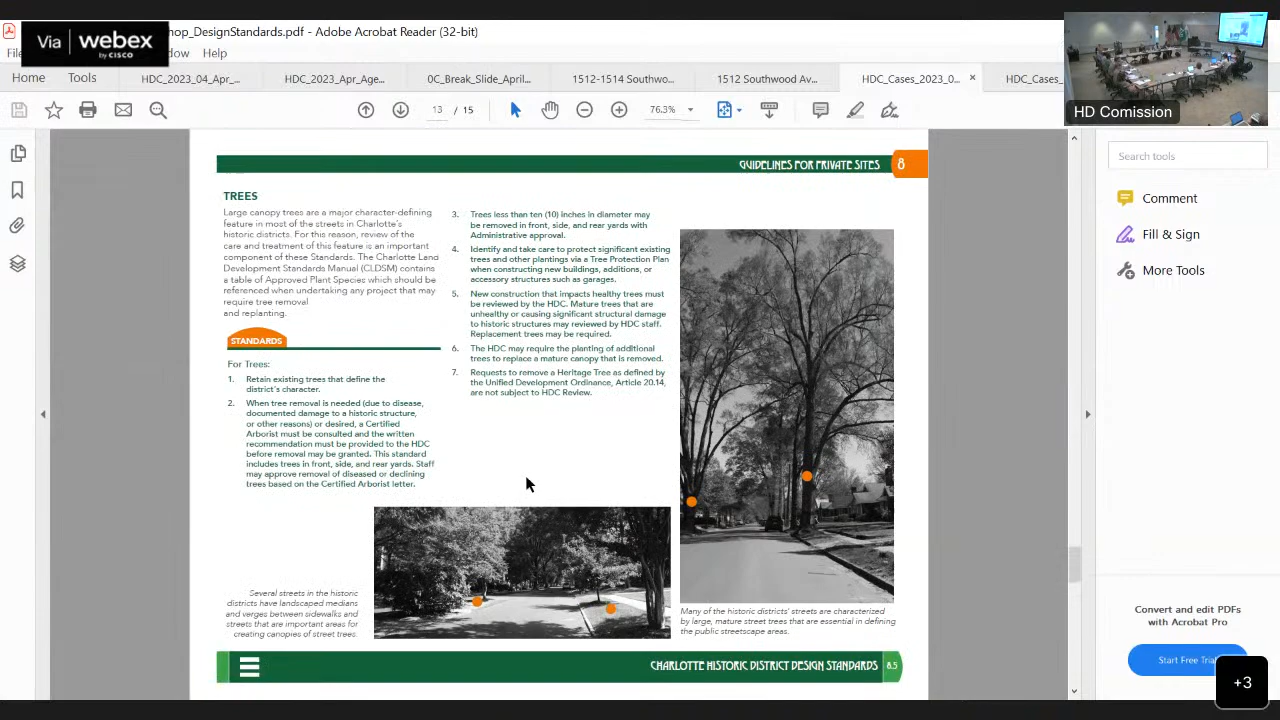 Via webex
by CISCO
hop_DesignStandards.pdf - Adobe Acrobat Reader (32-bit)
dow Help
Home Tools HDC_2023_04_Apr_... HDC_2023_Apr_Age... 0C_Break_Slide_April... 1512-1514 Southwo... 1512 Southwood Av... HDC_Cases_2023_0... × HDC_Cases_
HD Comission
13 / 15 76.3%
GUIDELINES FOR PRIVATE SITES 8
TREES
Large canopy trees are a major character-defining
feature in most of the streets in Charlotte's
historic districts. For this reason, review of the
care and treatment of this feature is an important
component of these Standards. The Charlotte Land
Development Standards Manual (CLDSM) contains
a table of Approved Plant Species which should be
referenced when undertaking any project that may
require tree removal
and replanting.
STANDARDS
For Trees:
1. Retain existing trees that define the
district's character.
2. When tree removal is needed (due to disease,
documented damage to a historic structure,
or other reasons) or desired, a Certified
Arborist must be consulted and the written
recommendation must be provided to the HDC
before removal may be granted. This standard
includes trees in front, side, and rear yards. Staff
may approve removal of diseased or declining
trees based on the Certified Arborist letter.
3. Trees less than ten (10) inches in diameter may
be removed in front, side, and rear yards with
Administrative approval.
4. Identify and take care to protect significant existing
trees and other plantings via a Tree Protection Plan
when constructing new buildings, additions, or
accessory structures such as garages.
5. New construction that impacts healthy trees must
be reviewed by the HDC. Mature trees that are
unhealthy or causing significant structural damage
to historic structures may reviewed by HDC staff.
Replacement trees may be required.
6. The HDC may require the planting of additional
trees to replace a mature canopy that is removed.
7. Requests to remove a Heritage Tree as defined by
the Unified Development Ordinance, Article 20.14,
are not subject to HDC Review.
Several streets in the historic
districts have landscaped medians
and verges between sidewalks and
streets that are important areas for
creating canopies of street trees.
Many of the historic districts' streets are characterized
by large, mature street trees that are essential in defining
the public streetscape areas.
CHARLOTTE HISTORIC DISTRICT DESIGN STANDARDS 8.5
Search tools
Comment
Fill & Sign
More Tools
Convert and edit PDFs
with Acrobat Pro
Start Free Trial
+3